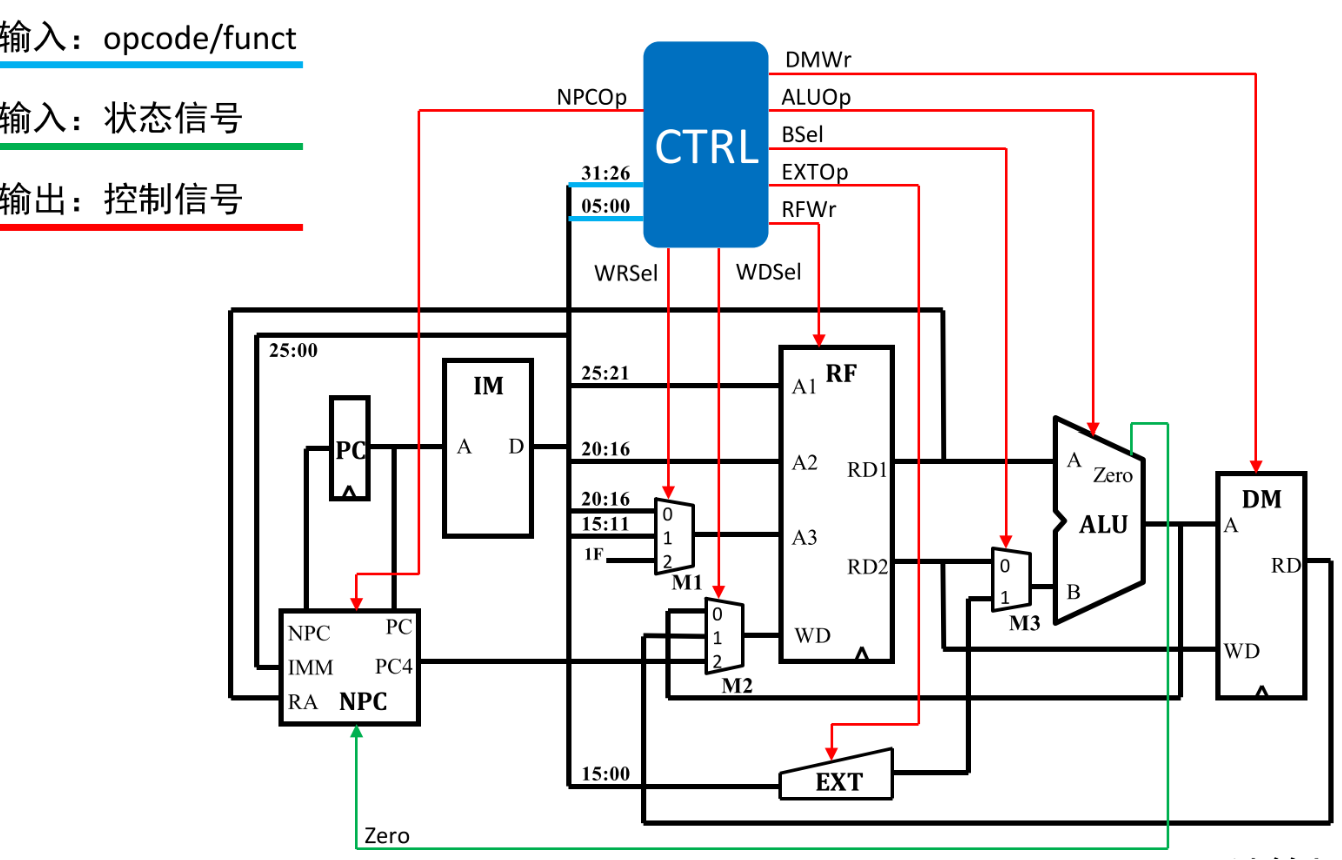 输入：opcode/funct
输入：状态信号
输出：控制信号
CTRL
NPCOp
DMWr
ALUOp
BSel
EXTOp
RFWr
31:26
05:00
WRSel
WDSel
25:00
25:21
20:16
20:16
15:11
1F
0
1
2
M1
0
1
2
M2
PC
IM
A
D
RF
A1
A2
A3
WD
RD1
RD2
0
1
M3
A
Zero
ALU
B
DM
A
RD
WD
NPC
PC
IMM
PC4
RA
NPC
15:00
EXT
Zero